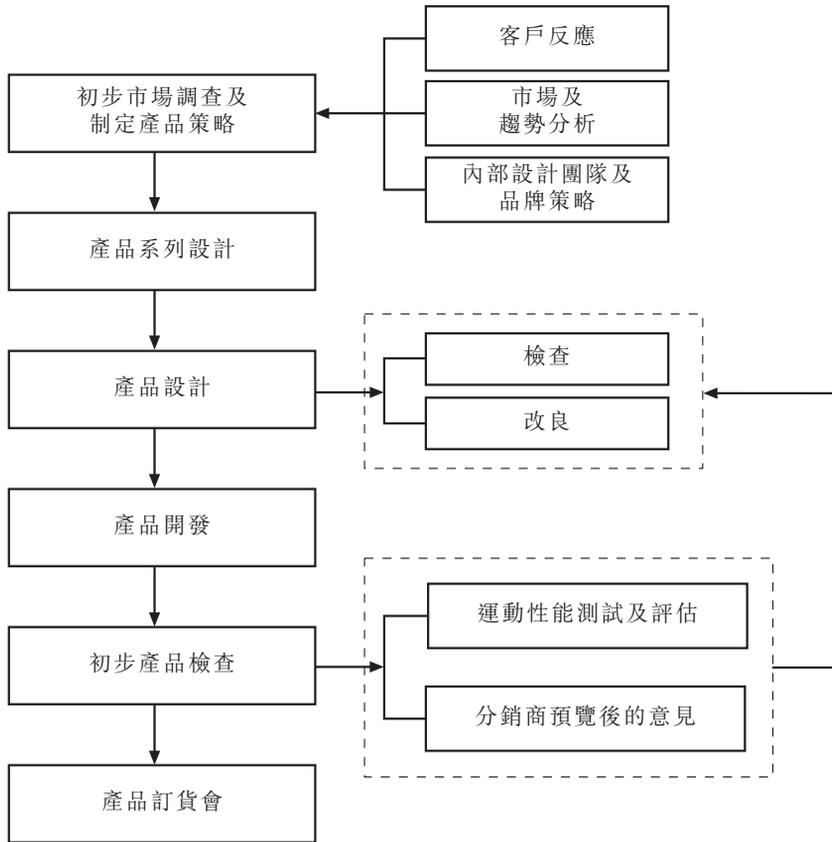 客戶反應
市場及
趨勢分析
內部設計團隊及
品牌策略
初步市場調查及
制定產品策略
產品系列設計
產品設計
檢查
改良
產品開發
初步產品檢查
運動性能測試及評估
分銷商預覽後的意見
產品訂貨會